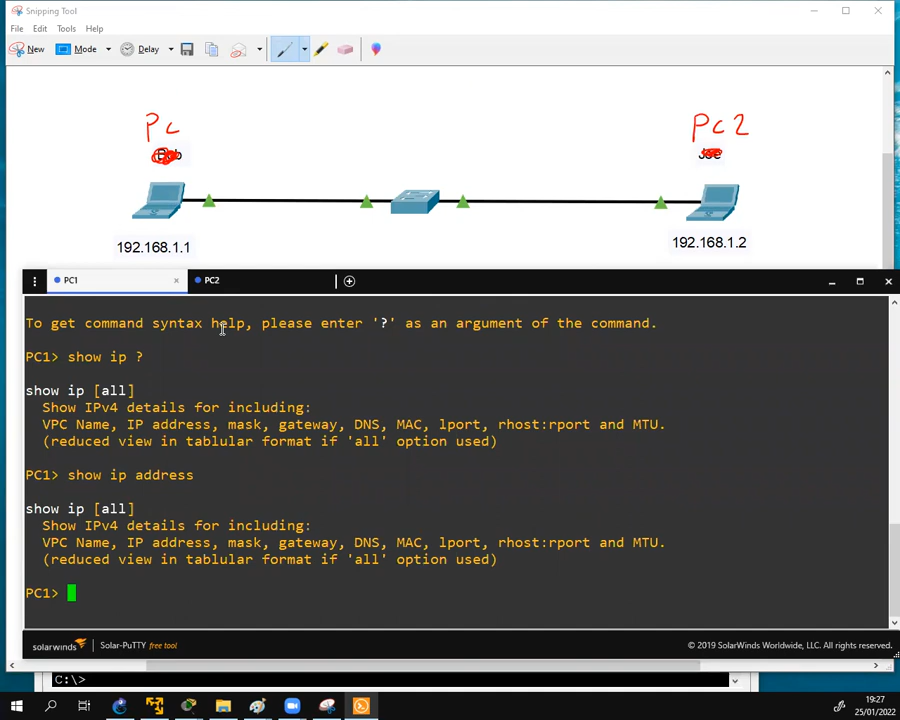 Snipping Tool
File Edit Tools Help
New Mode Delay
Pc
PC2
192.168.1.1
192.168.1.2
PC1 PC2
To get command syntax help, please enter '?' as an argument of the command.
PC1> show ip ?
show ip [all]
Show IPv4 details for including:
VPC Name, IP address, mask, gateway, DNS, MAC, lport, rhost:rport and MTU.
(reduced view in tablular format if 'all' option used)
PC1> show ip address
show ip [all]
Show IPv4 details for including:
VPC Name, IP address, mask, gateway, DNS, MAC, lport, rhost:rport and MTU.
(reduced view in tablular format if 'all' option used)
PC1>
solarwinds Solar-PuTTY free tool © 2019 SolarWinds Worldwide, LLC. All rights reserved.
C:\>
19:27
25/01/2022